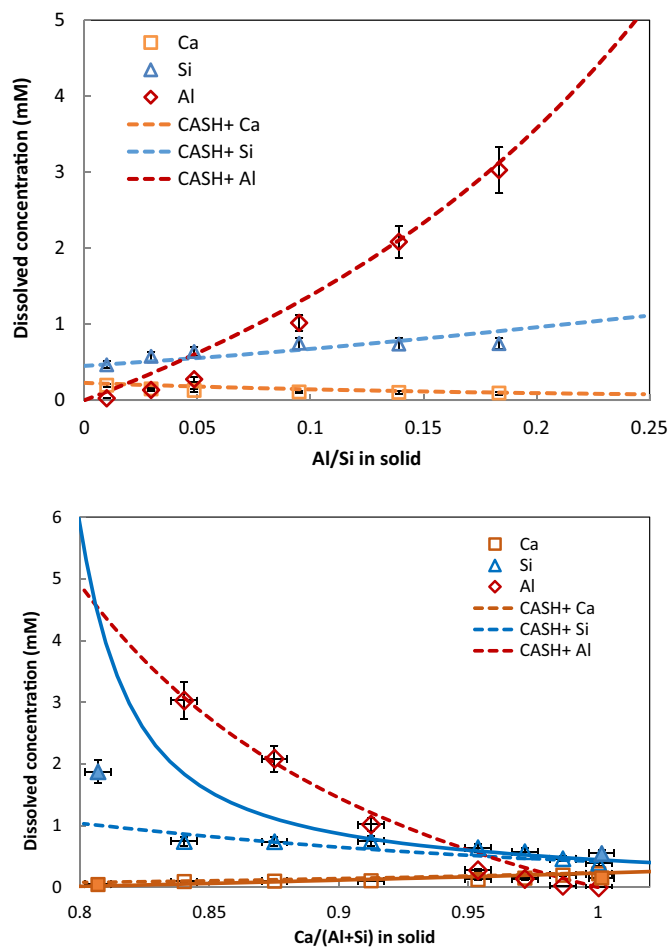 5
4
3
2
1
0
Dissolved concentration (mM)
Ca
Si
Al
CASH+ Ca
CASH+ Si
CASH+ Al
0 0.05 0.1 0.15 0.2 0.25
Al/Si in solid
6
5
4
3
2
1
0
Dissolved concentration (mM)
Ca
Si
Al
CASH+ Ca
CASH+ Si
CASH+ Al
0.8 0.85 0.9 0.95 1
Ca/(Al+Si) in solid